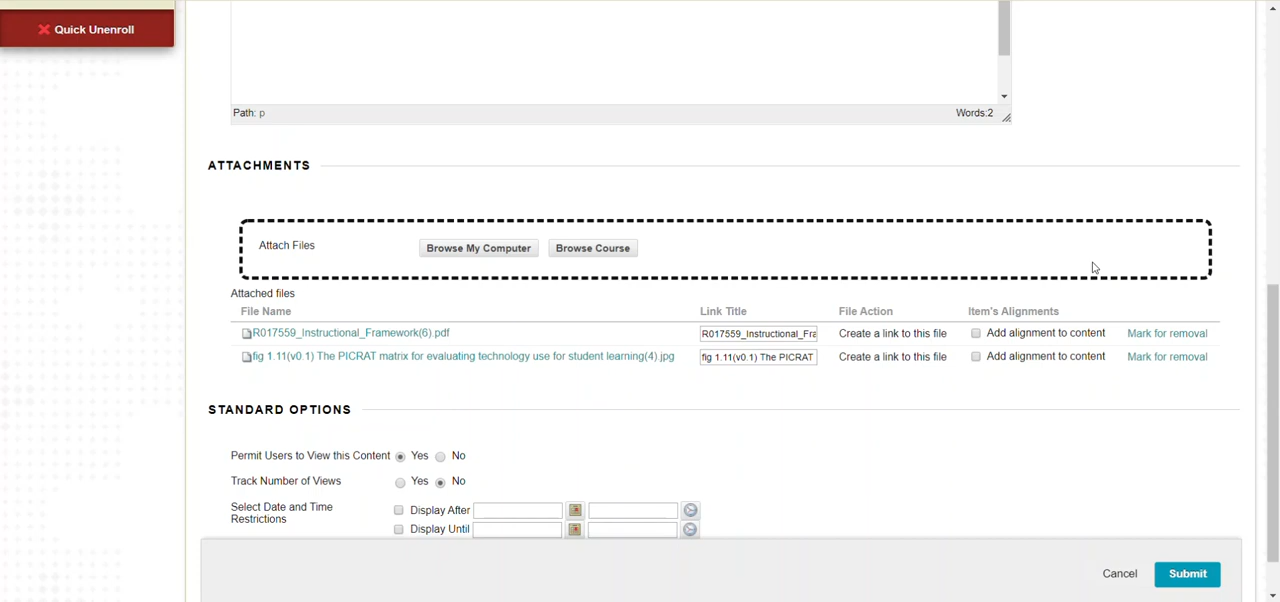 Quick Unenroll
Path: p Words:2
ATTACHMENTS
Attach Files Browse My Computer Browse Course
Attached files
File Name Link Title File Action Item's Alignments
R017559_Instructional_Framework(6).pdf R017559_Instructional_Fra Create a link to this file Add alignment to content Mark for removal
fig 1.11(v0.1) The PICRAT matrix for evaluating technology use for student learning(4).jpg fig 1.11(v0.1) The PICRAT Create a link to this file Add alignment to content Mark for removal
STANDARD OPTIONS
Permit Users to View this Content Yes No
Track Number of Views Yes No
Select Date and Time Restrictions Display After
Display Until
Cancel Submit